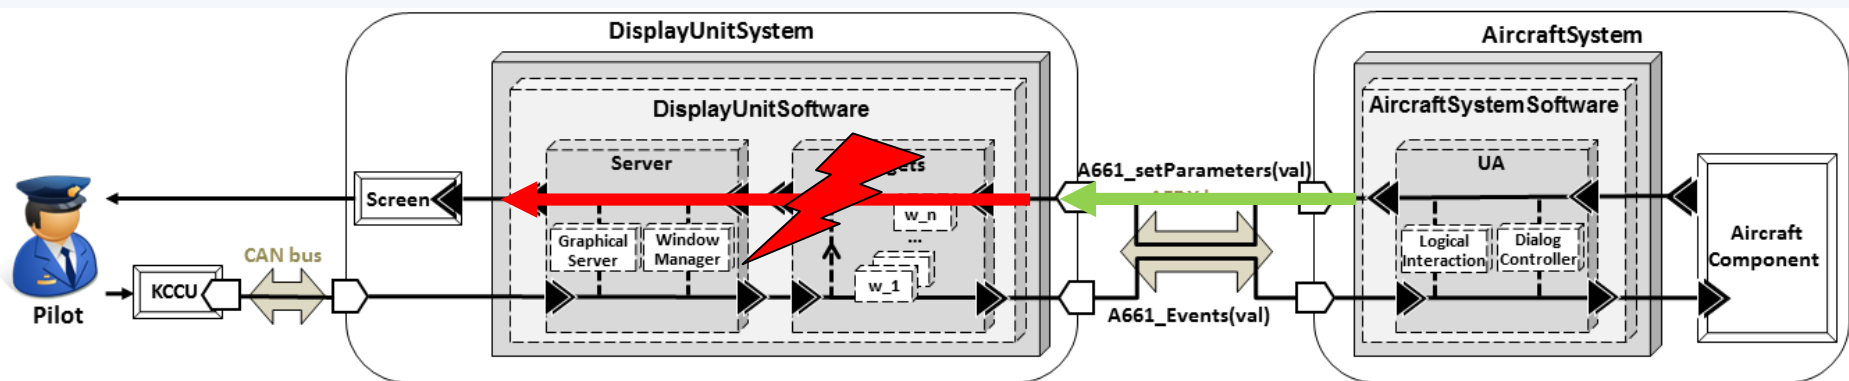 DisplayUnitSystem
AircraftSystem
DisplayUnitSoftware
AircraftSystemSoftware
Server
UA
A661_setParameters(val)
Screen
w_n
...
Graphical
Server
Window
Manager
Logical
Interaction
Dialog
Controller
Aircraft
Component
CAN bus
KCCU
w_1
Pilot
A661_Events(val)